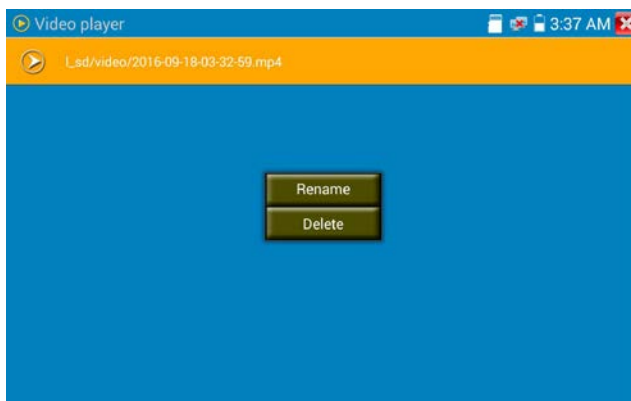 Video player
3:37 AM
l_sd/video/2016-09-18-03-32-59.mp4
Rename
Delete